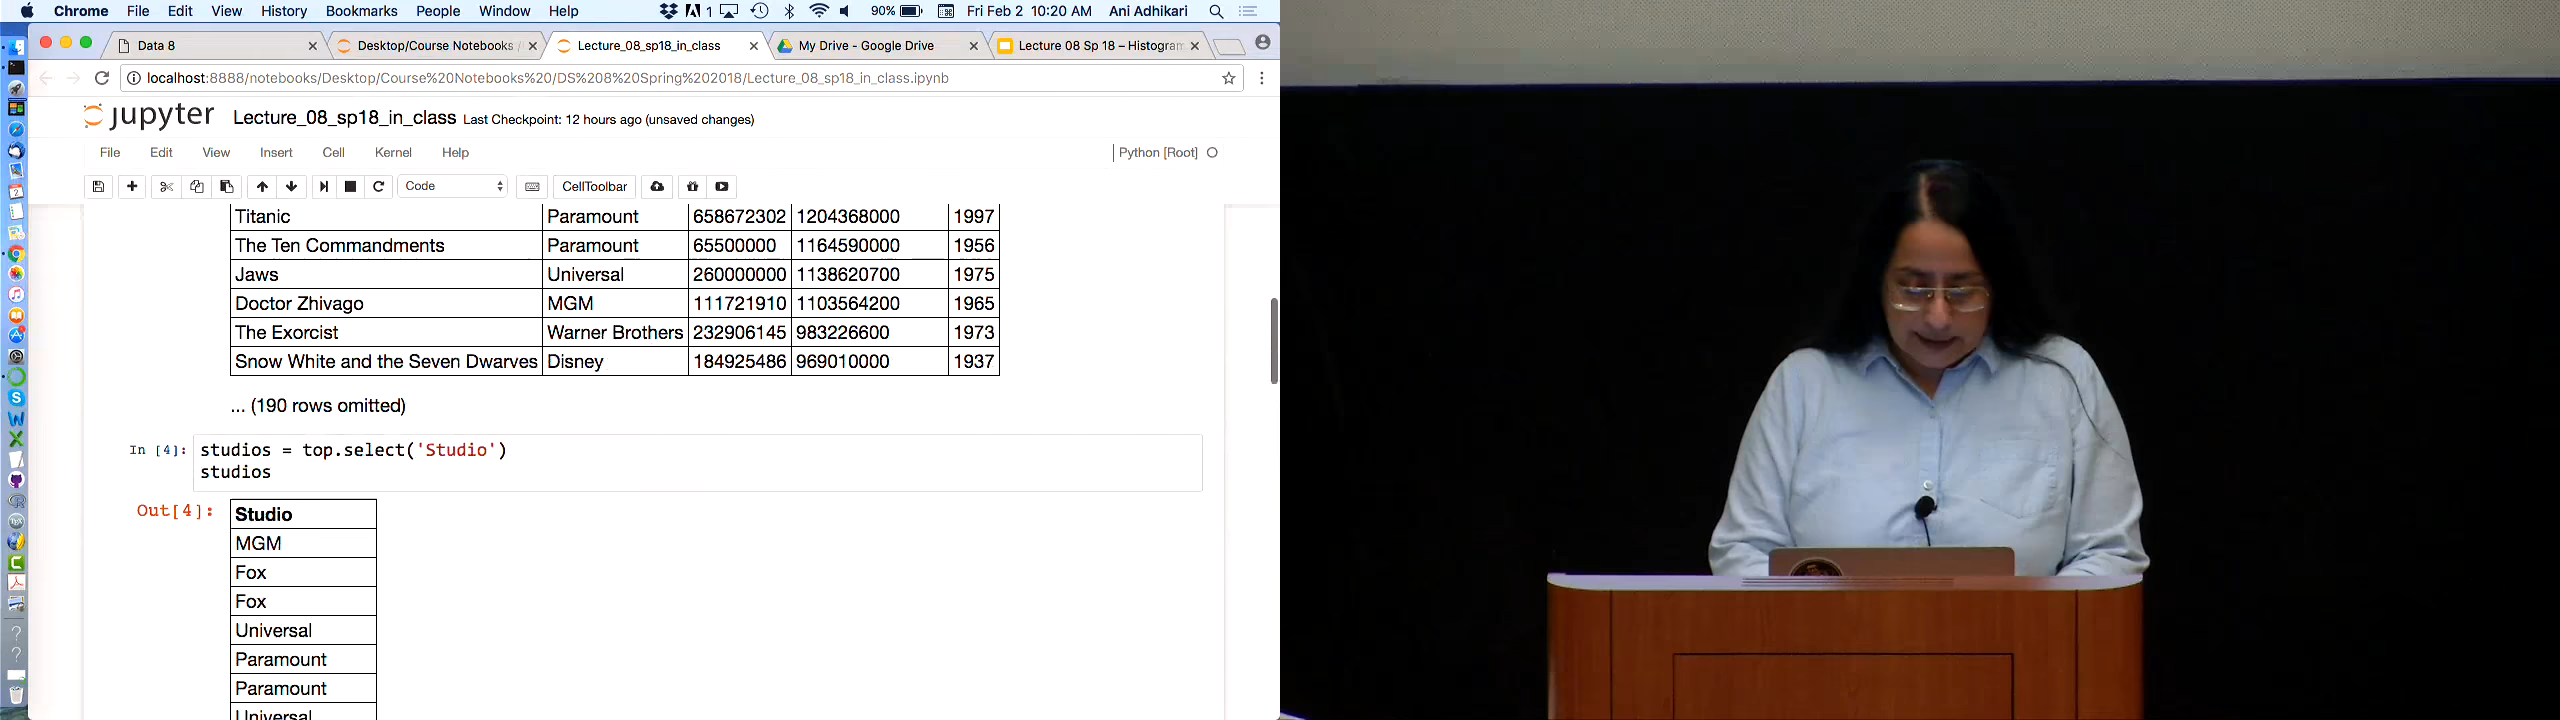 Chrome File Edit View History Bookmarks People Window Help 1 90% Fri Feb 2 10:20 AM Ani Adhikari
Data 8 Desktop/Course Notebooks / Lecture_08_sp18_in_class My Drive - Google Drive Lecture 08 Sp 18 – Histogram
localhost:8888/notebooks/Desktop/Course%20Notebooks%20/DS%208%20Spring%202018/Lecture_08_sp18_in_class.ipynb
jupyter Lecture_08_sp18_in_class Last Checkpoint: 12 hours ago (unsaved changes)
File Edit View Insert Cell Kernel Help Python [Root]
Code CellToolbar
Titanic Paramount 658672302 1204368000 1997
The Ten Commandments Paramount 65500000 1164590000 1956
Jaws Universal 260000000 1138620700 1975
Doctor Zhivago MGM 111721910 1103564200 1965
The Exorcist Warner Brothers 232906145 983226600 1973
Snow White and the Seven Dwarves Disney 184925486 969010000 1937
... (190 rows omitted)
In [4]: studios = top.select('Studio')
studios
Out[4]: Studio
MGM
Fox
Fox
Universal
Paramount
Paramount
Universal